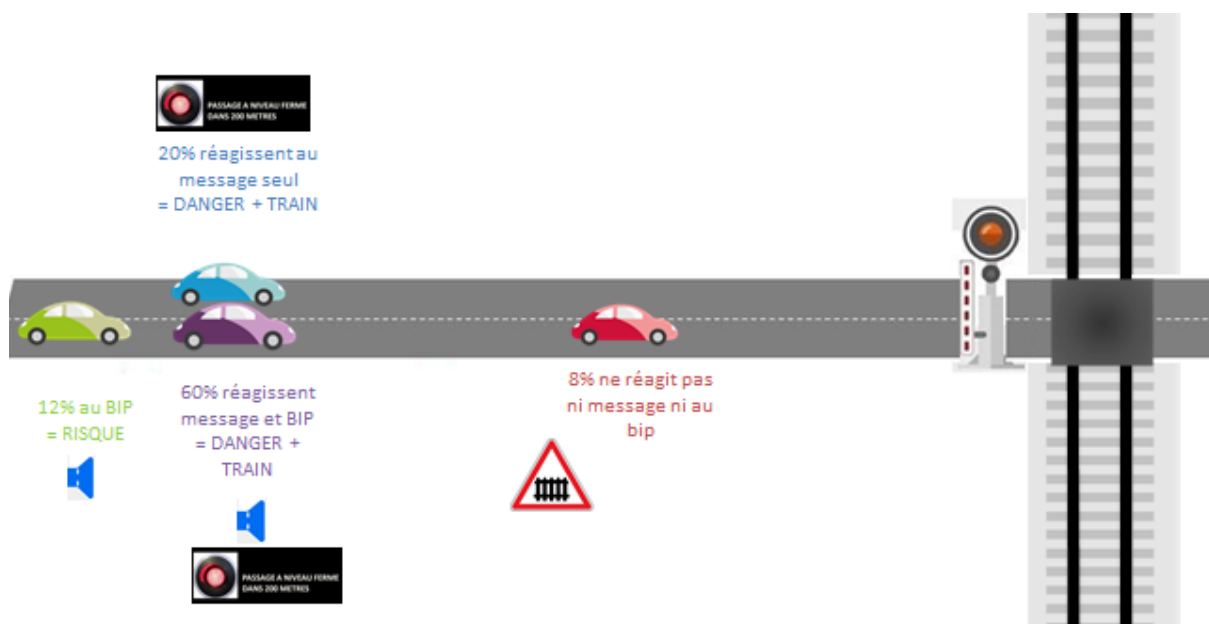 PASSAGE A NIVEAU FERME
DANS 200 METRES
20% réagissent au
message seul
= DANGER + TRAIN
12% au BIP
= RISQUE
60% réagissent
message et BIP
= DANGER +
TRAIN
PASSAGE A NIVEAU FERME
DANS 200 METRES
8% ne réagit pas
ni message ni au
bip